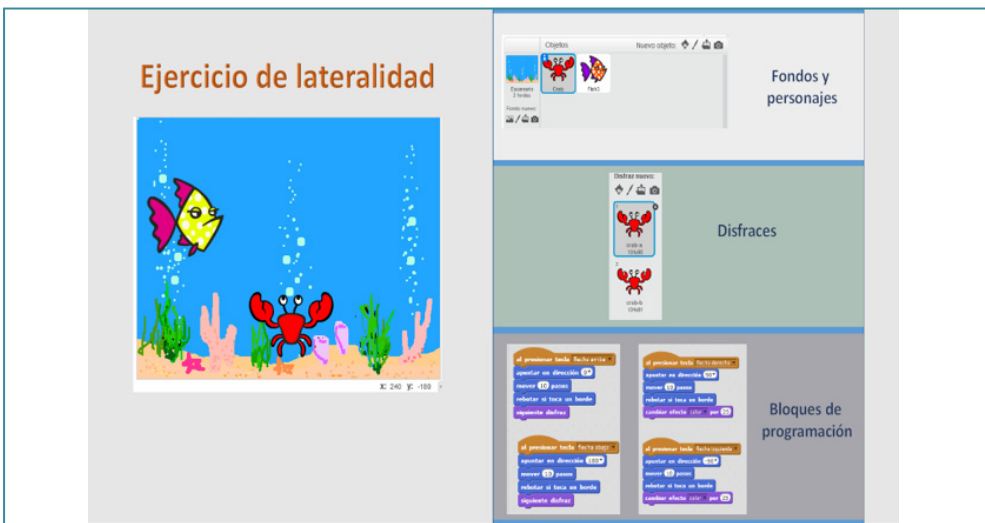 Ejercicio de lateralidad
x: 240 y: -180
Objetos
Nuevo objeto:
Escenario
2 fondos
Crab
Fondo nuevo:
Fondos y
personajes
Disfraz nuevo:
1
crab-a
2
crab-b
Disfraces
al presionar tecla flecha arriba
apuntar en dirección 0
mover 10 pasos
rebotar si toca un borde
siguiente disfraz
al presionar tecla flecha derecha
apuntar en dirección 90
mover 10 pasos
rebotar si toca un borde
cambiar efecto color por 25
al presionar tecla flecha abajo
apuntar en dirección 180
mover 10 pasos
rebotar si toca un borde
siguiente disfraz
al presionar tecla flecha izquierda
apuntar en dirección -90
mover 10 pasos
rebotar si toca un borde
cambiar efecto color por 25
Bloques de
programación